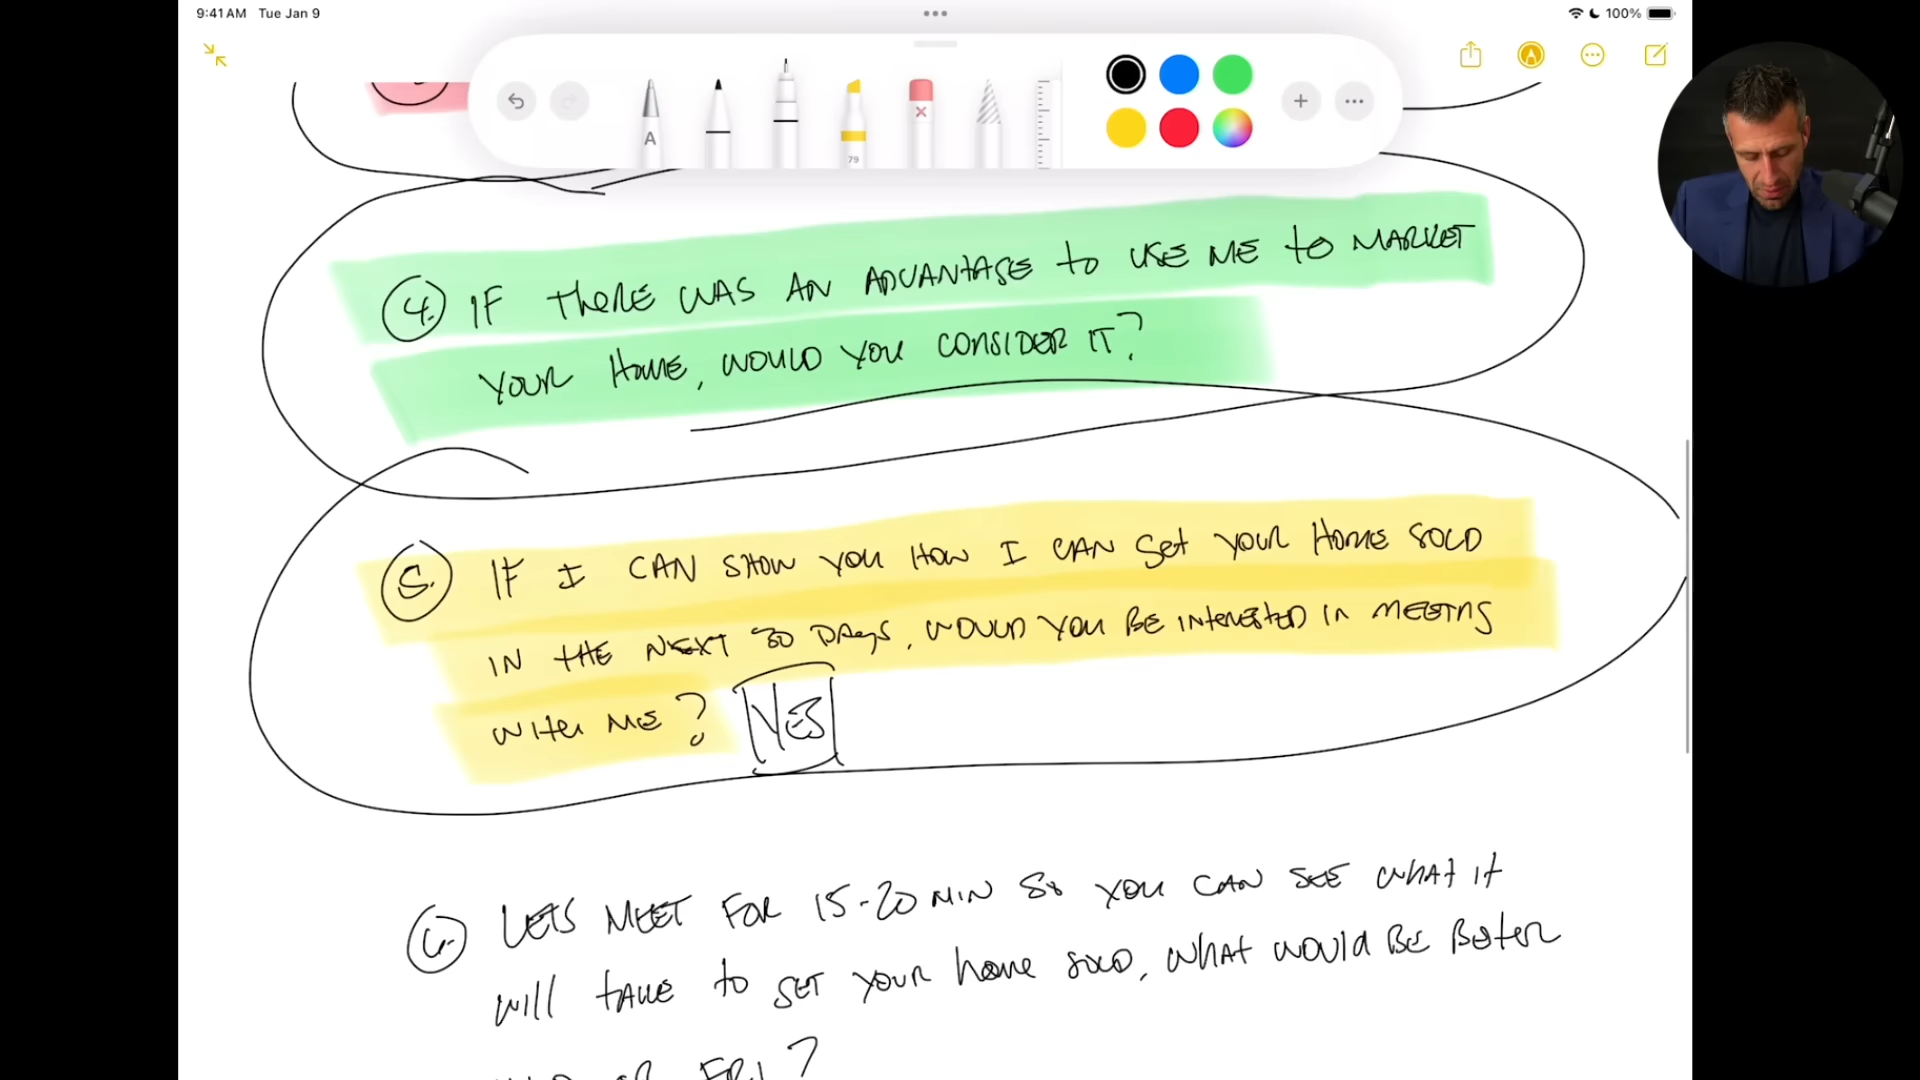 9:41 AM Tue Jan 9
100%
A
79
4. IF THERE WAS AN ADVANTAGE TO USE ME TO MARKET
YOUR HOME, WOULD YOU CONSIDER IT?
5. IF I CAN SHOW YOU HOW I CAN GET YOUR HOME SOLD
IN THE NEXT 30 DAYS, WOULD YOU BE INTERESTED IN MEETING
WITH ME? YES
6. LETS MEET FOR 15-20 MIN SO YOU CAN SEE WHAT IT
WILL TAKE TO GET YOUR HOME SOLD, WHAT WOULD BE BETTER
OR FRI?